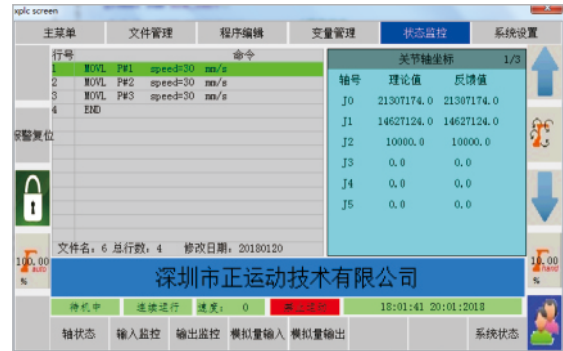 xplc screen
主菜单 文件管理 程序编辑 变量管理 状态监控 系统设置
行号 命令
1 MOVL P#1 speed=30 mm/s
2 MOVL P#2 speed=30 mm/s
3 MOVL P#3 speed=30 mm/s
4 END
关节轴坐标 1/3
轴号 理论值 反馈值
J0 21307174.0 21307174.0
J1 14627124.0 14627124.0
J2 10000.0 10000.0
J3 0.0 0.0
J4 0.0 0.0
J5 0.0 0.0
报警复位
文件名: 6 总行数: 4 修改日期: 20180120
100.00
auto
%
10.00
hand
%
深圳市正运动技术有限公司
待机中 连续运行 速度: 0 禁止运动 18:01:41 20:01:2018
轴状态 输入监控 输出监控 模拟量输入 模拟量输出 系统状态